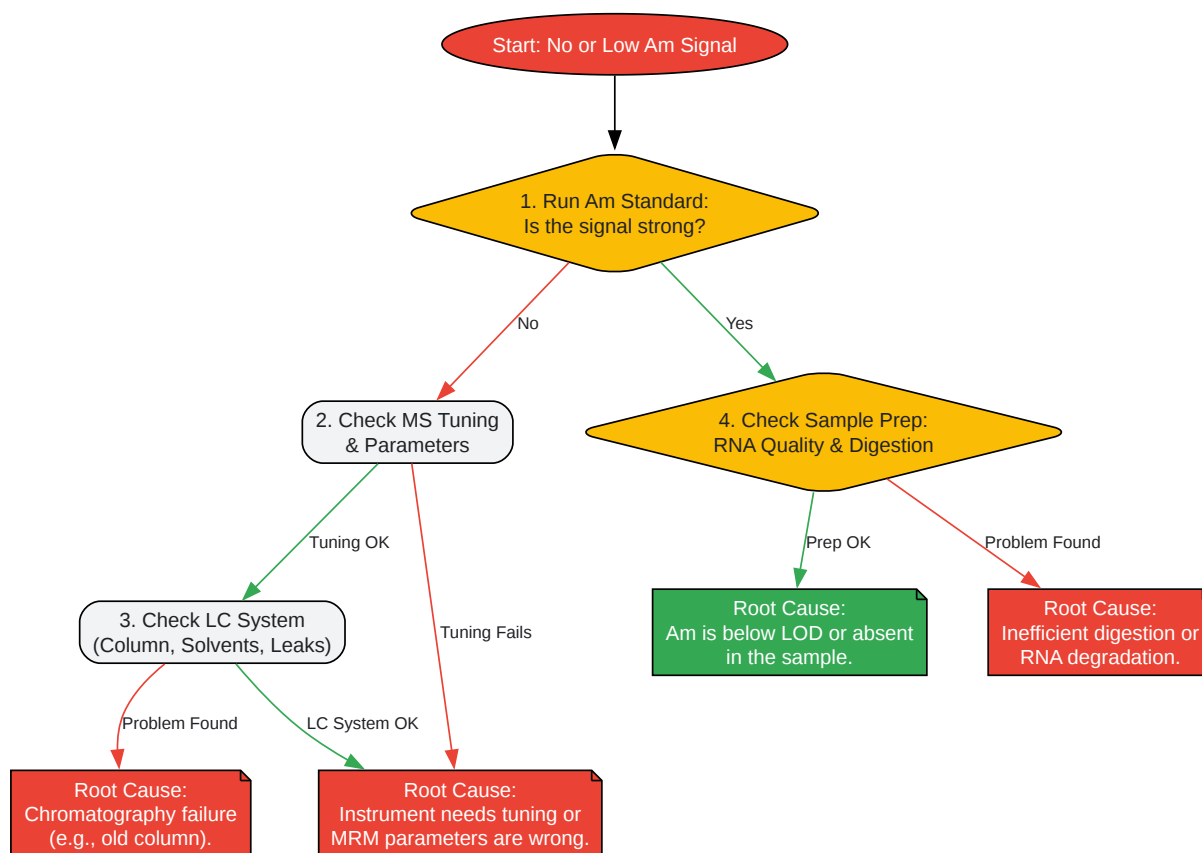 Start: No or Low Am Signal
1. Run Am Standard:
Is the signal strong?
No
Yes
2. Check MS Tuning
& Parameters
4. Check Sample Prep:
RNA Quality & Digestion
Tuning OK
Prep OK
Problem Found
3. Check LC System
(Column, Solvents, Leaks)
Tuning Fails
Root Cause:
Am is below LOD or absent
in the sample.
Root Cause:
Inefficient digestion or
RNA degradation.
Problem Found
LC System OK
Root Cause:
Chromatography failure
(e.g., old column).
Root Cause:
Instrument needs tuning or
MRM parameters are wrong.